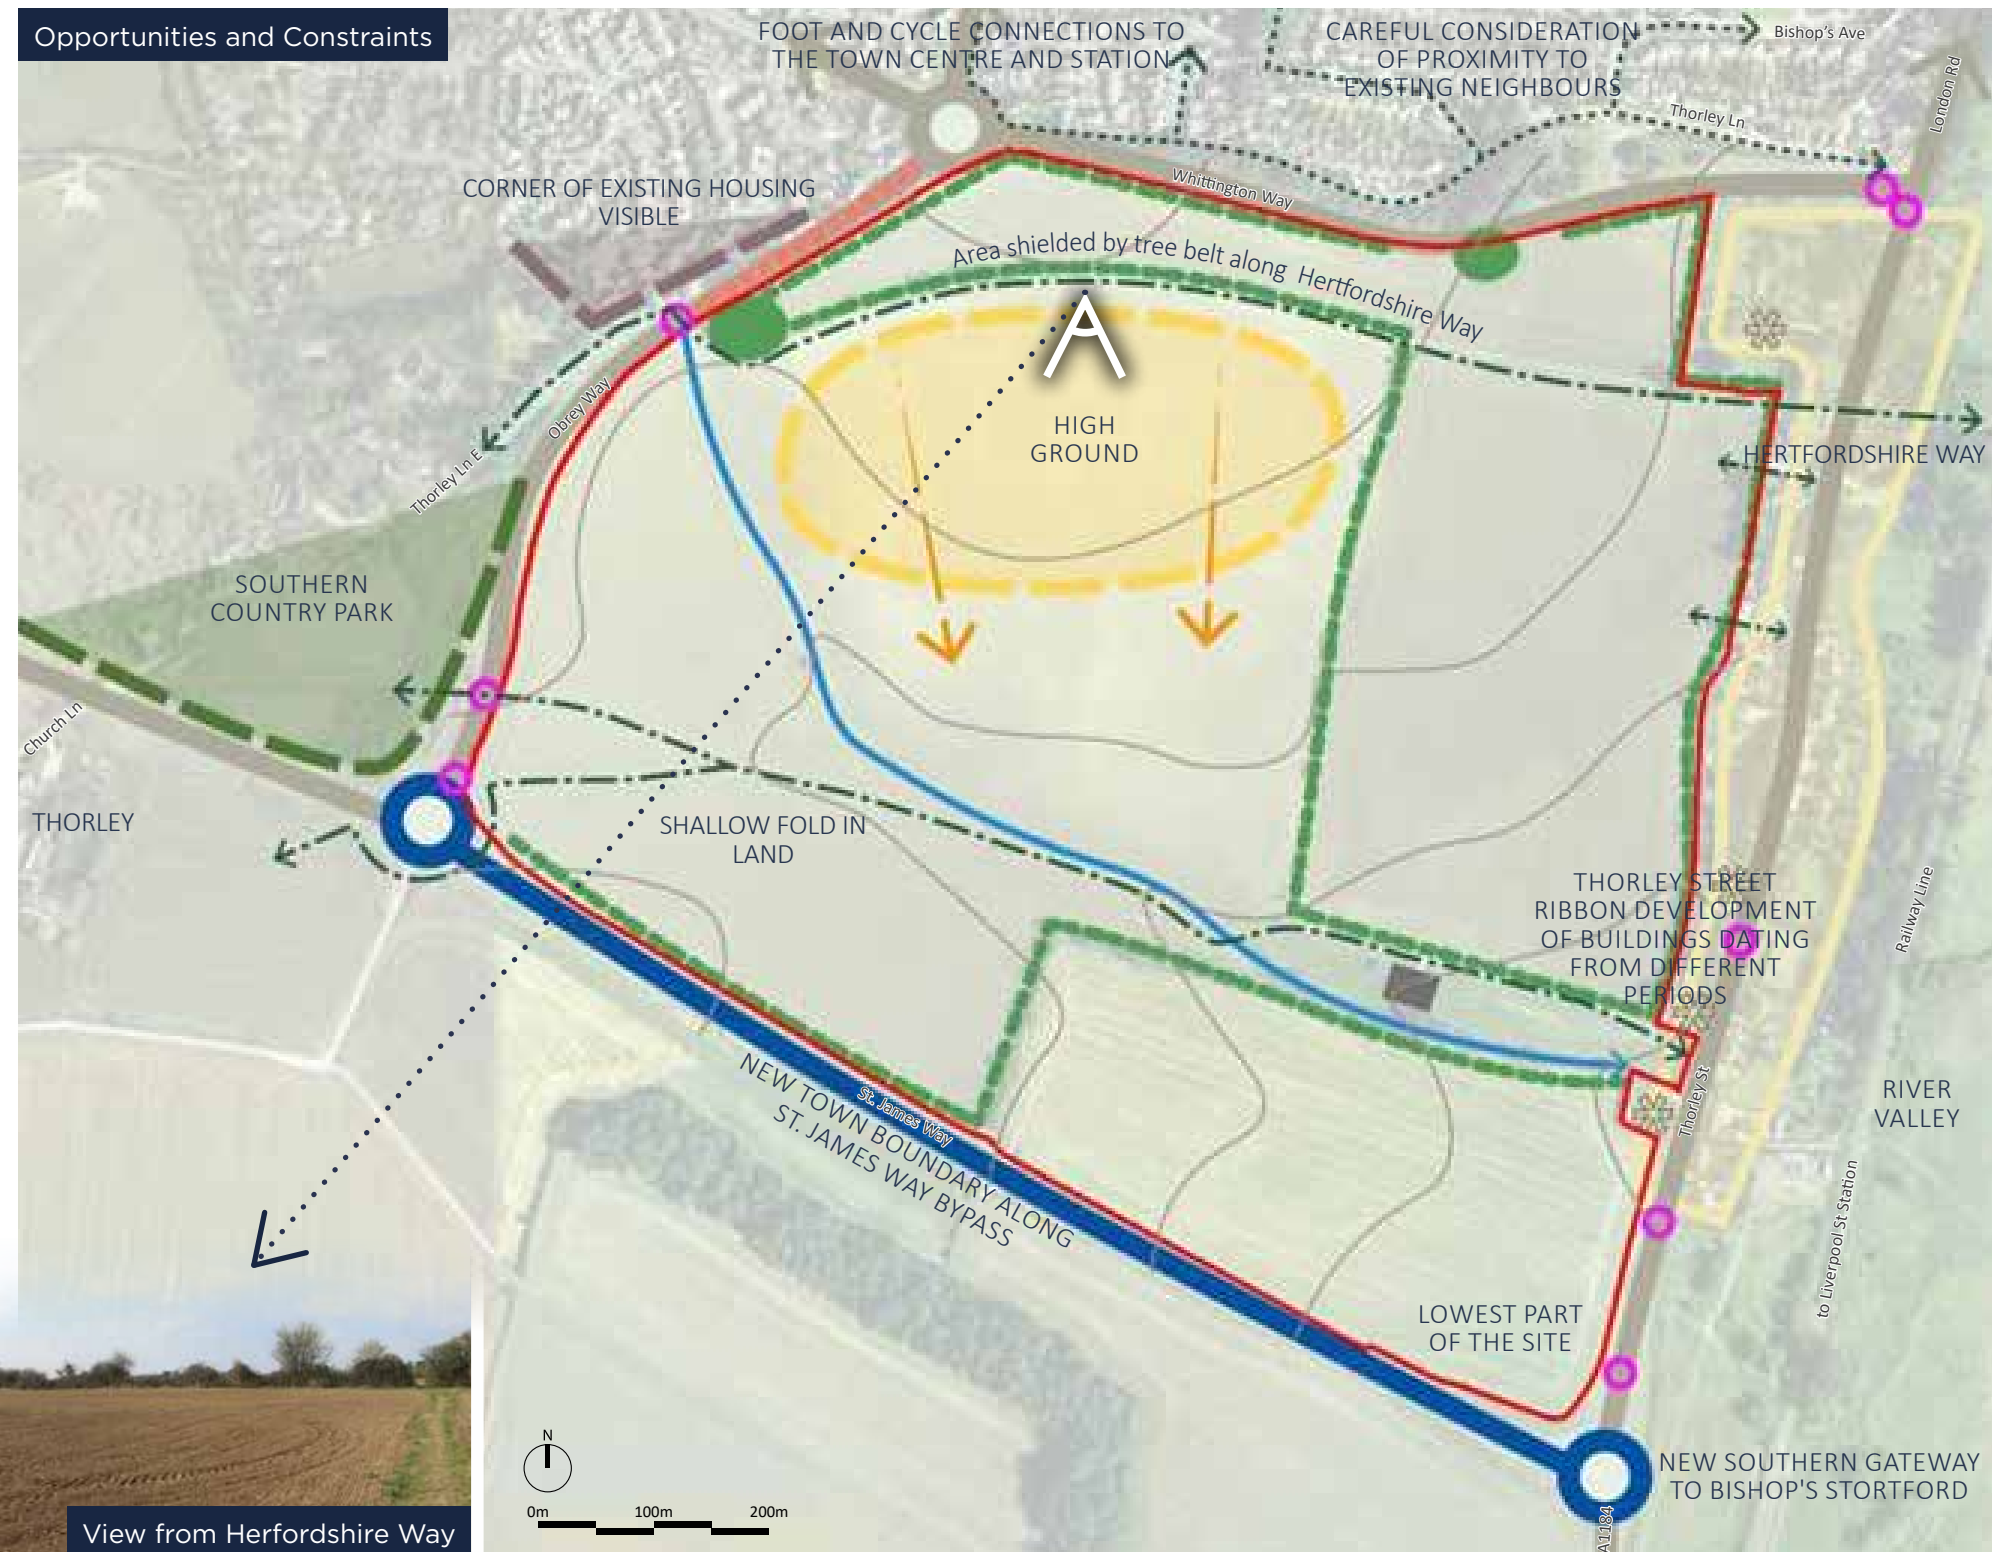 Opportunities and Constraints
FOOT AND CYCLE CONNECTIONS TO
THE TOWN CENTRE AND STATION
CAREFUL CONSIDERATION
OF PROXIMITY TO
EXISTING NEIGHBOURS
Bishop's Ave
London Rd
Thorley Ln
CORNER OF EXISTING HOUSING
VISIBLE
Whittington Way
Area shielded by tree belt along Hertfordshire Way
Obrey Way
Thorley Ln E
HIGH
GROUND
HERTFORDSHIRE WAY
SOUTHERN
COUNTRY PARK
Church Ln
THORLEY
SHALLOW FOLD IN
LAND
THORLEY STREET
RIBBON DEVELOPMENT
OF BUILDINGS DATING
FROM DIFFERENT
PERIODS
Railway Line
NEW TOWN BOUNDARY ALONG
ST. JAMES WAY BYPASS
St. James Way
Thorley St
RIVER
VALLEY
to Liverpool St Station
LOWEST PART
OF THE SITE
NEW SOUTHERN GATEWAY
TO BISHOP'S STORTFORD
A1184
N
0m 100m 200m
View from Herfordshire Way